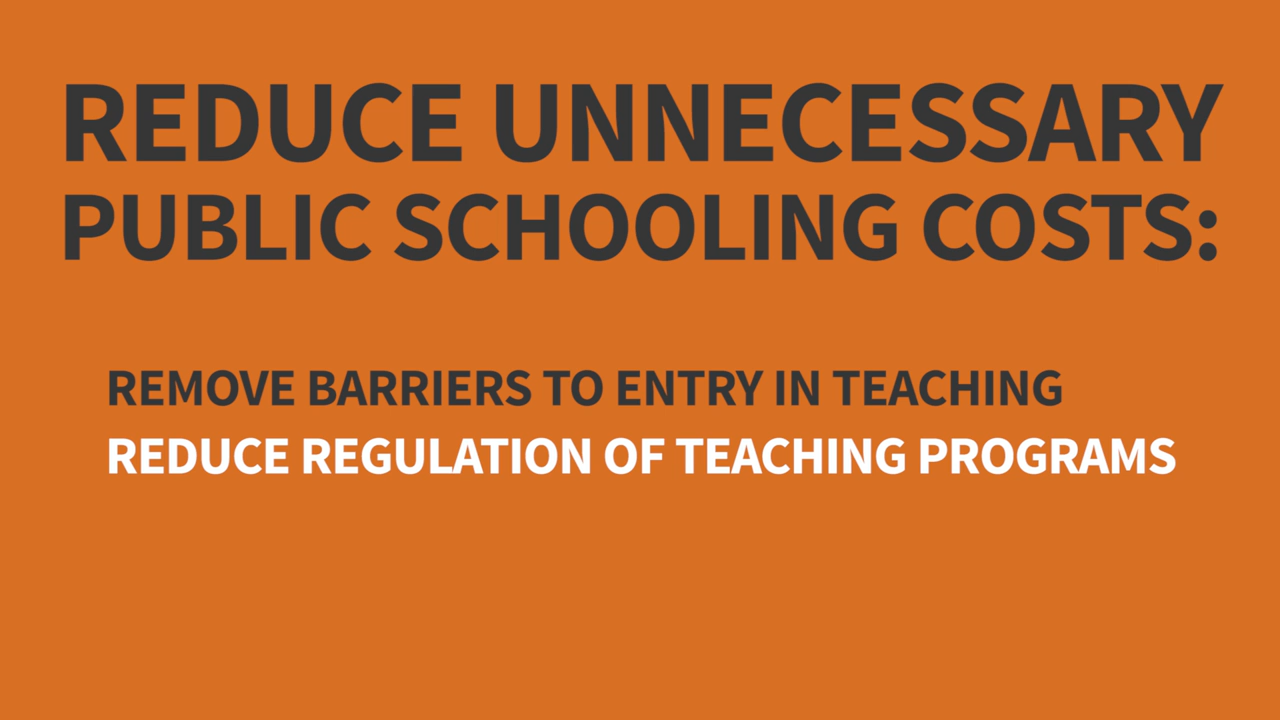 REDUCE UNNECESSARY
PUBLIC SCHOOLING COSTS:
REMOVE BARRIERS TO ENTRY IN TEACHING
REDUCE REGULATION OF TEACHING PROGRAMS